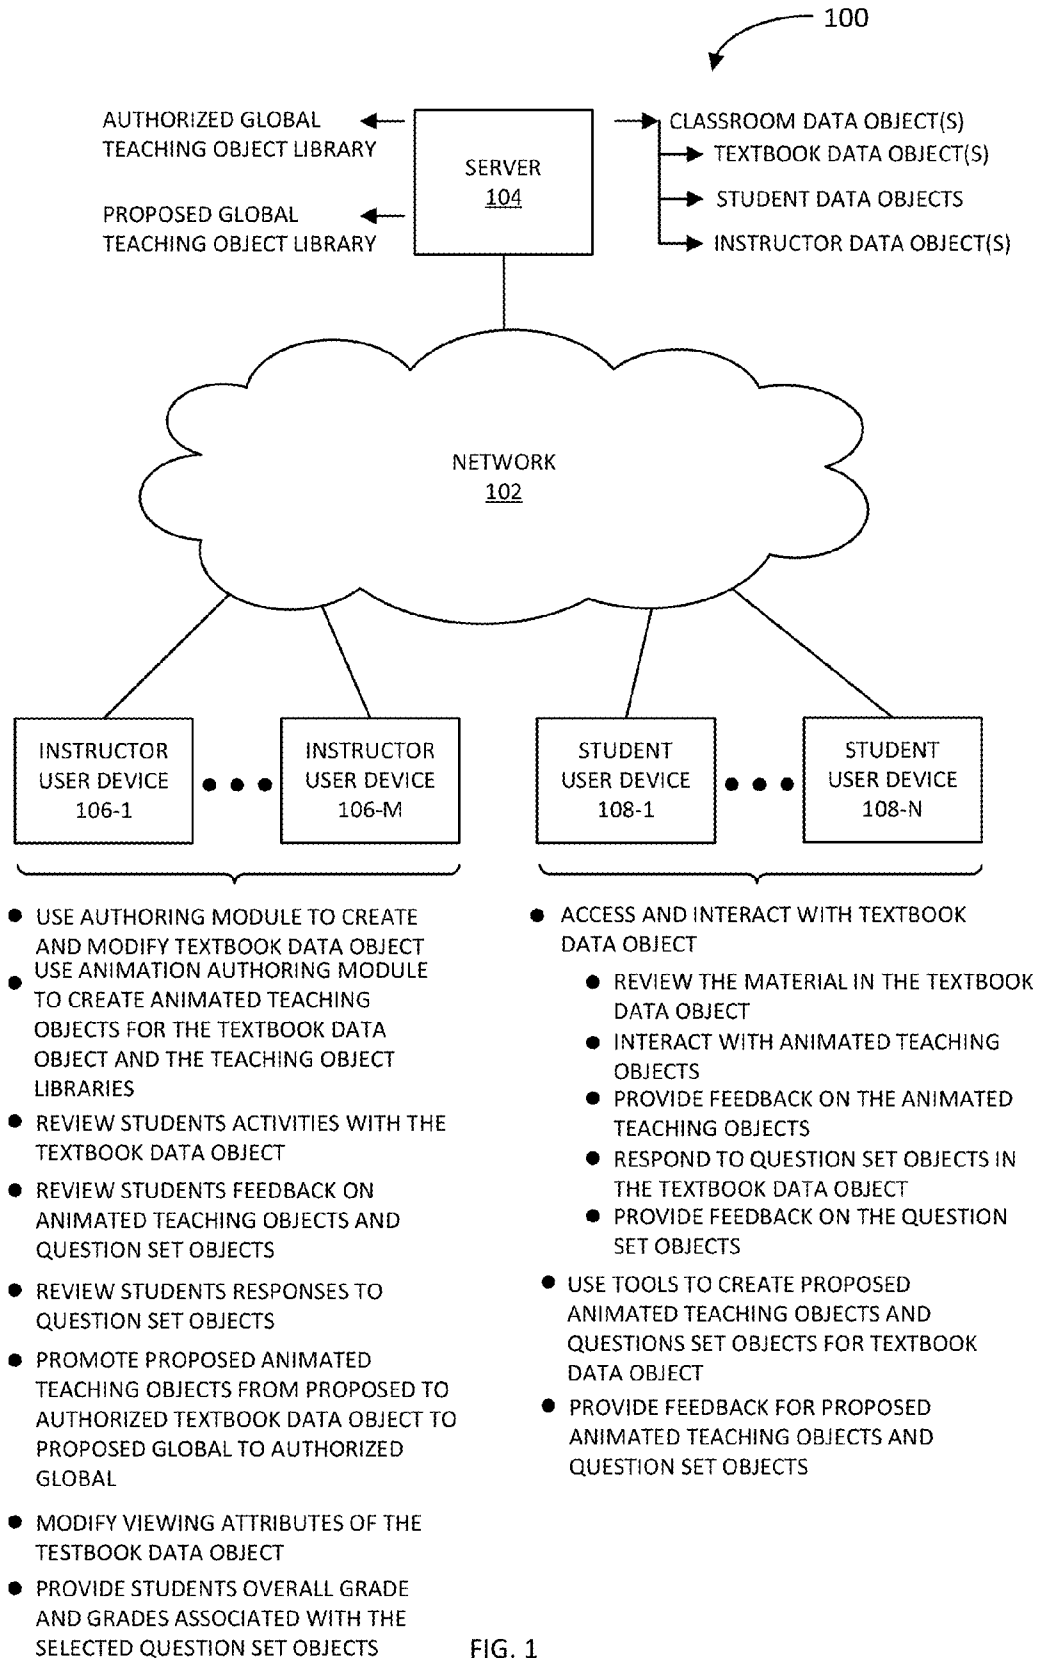 100
AUTHORIZED GLOBAL
TEACHING OBJECT LIBRARY
PROPOSED GLOBAL
TEACHING OBJECT LIBRARY
SERVER
104
CLASSROOM DATA OBJECT(S)
TEXTBOOK DATA OBJECT(S)
STUDENT DATA OBJECTS
INSTRUCTOR DATA OBJECT(S)
NETWORK
102
INSTRUCTOR
USER DEVICE
106-1
INSTRUCTOR
USER DEVICE
106-M
STUDENT
USER DEVICE
108-1
STUDENT
USER DEVICE
108-N
● USE AUTHORING MODULE TO CREATE
AND MODIFY TEXTBOOK DATA OBJECT
● USE ANIMATION AUTHORING MODULE
TO CREATE ANIMATED TEACHING
OBJECTS FOR THE TEXTBOOK DATA
OBJECT AND THE TEACHING OBJECT
LIBRARIES
● REVIEW STUDENTS ACTIVITIES WITH THE
TEXTBOOK DATA OBJECT
● REVIEW STUDENTS FEEDBACK ON
ANIMATED TEACHING OBJECTS AND
QUESTION SET OBJECTS
● REVIEW STUDENTS RESPONSES TO
QUESTION SET OBJECTS
● PROMOTE PROPOSED ANIMATED
TEACHING OBJECTS FROM PROPOSED TO
AUTHORIZED TEXTBOOK DATA OBJECT TO
PROPOSED GLOBAL TO AUTHORIZED
GLOBAL
● MODIFY VIEWING ATTRIBUTES OF THE
TESTBOOK DATA OBJECT
● PROVIDE STUDENTS OVERALL GRADE
AND GRADES ASSOCIATED WITH THE
SELECTED QUESTION SET OBJECTS
● ACCESS AND INTERACT WITH TEXTBOOK
DATA OBJECT
● REVIEW THE MATERIAL IN THE TEXTBOOK
DATA OBJECT
● INTERACT WITH ANIMATED TEACHING
OBJECTS
● PROVIDE FEEDBACK ON THE ANIMATED
TEACHING OBJECTS
● RESPOND TO QUESTION SET OBJECTS IN
THE TEXTBOOK DATA OBJECT
● PROVIDE FEEDBACK ON THE QUESTION
SET OBJECTS
● USE TOOLS TO CREATE PROPOSED
ANIMATED TEACHING OBJECTS AND
QUESTIONS SET OBJECTS FOR TEXTBOOK
DATA OBJECT
● PROVIDE FEEDBACK FOR PROPOSED
ANIMATED TEACHING OBJECTS AND
QUESTION SET OBJECTS
FIG. 1